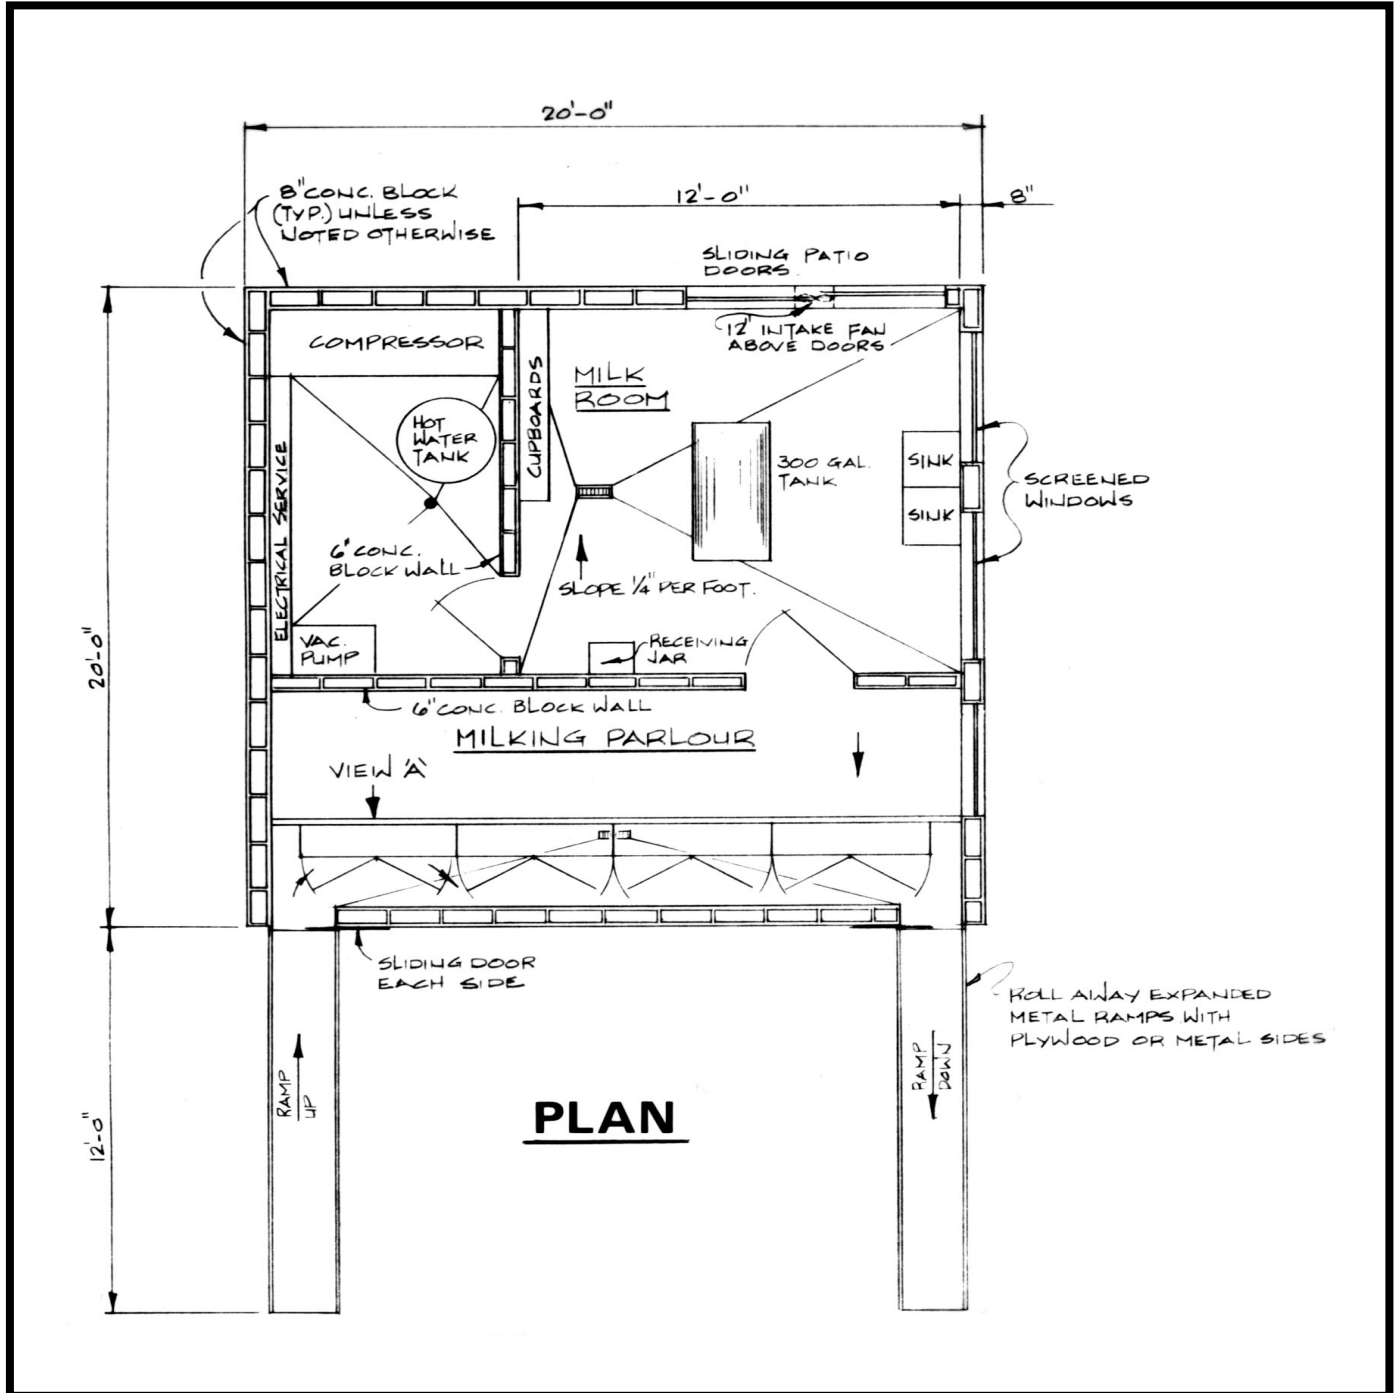 20'-0"
12'-0"
8"
8" CONC. BLOCK
(TYP.) UNLESS
NOTED OTHERWISE
SLIDING PATIO
DOORS
12" INTAKE FAN
ABOVE DOORS
COMPRESSOR
MILK
ROOM
CUPBOARDS
HOT
WATER
TANK
ELECTRICAL SERVICE
300 GAL.
TANK
SINK
SINK
SCREENED
WINDOWS
6" CONC.
BLOCK WALL
SLOPE 1/4" PER FOOT.
VAC.
PUMP
RECEIVING
JAR
20'-0"
6" CONC. BLOCK WALL
MILKING PARLOUR
VIEW 'A'
SLIDING DOOR
EACH SIDE
ROLL AWAY EXPANDED
METAL RAMPS WITH
PLYWOOD OR METAL SIDES
RAMP
UP
RAMP
DOWN
12'-0"
PLAN